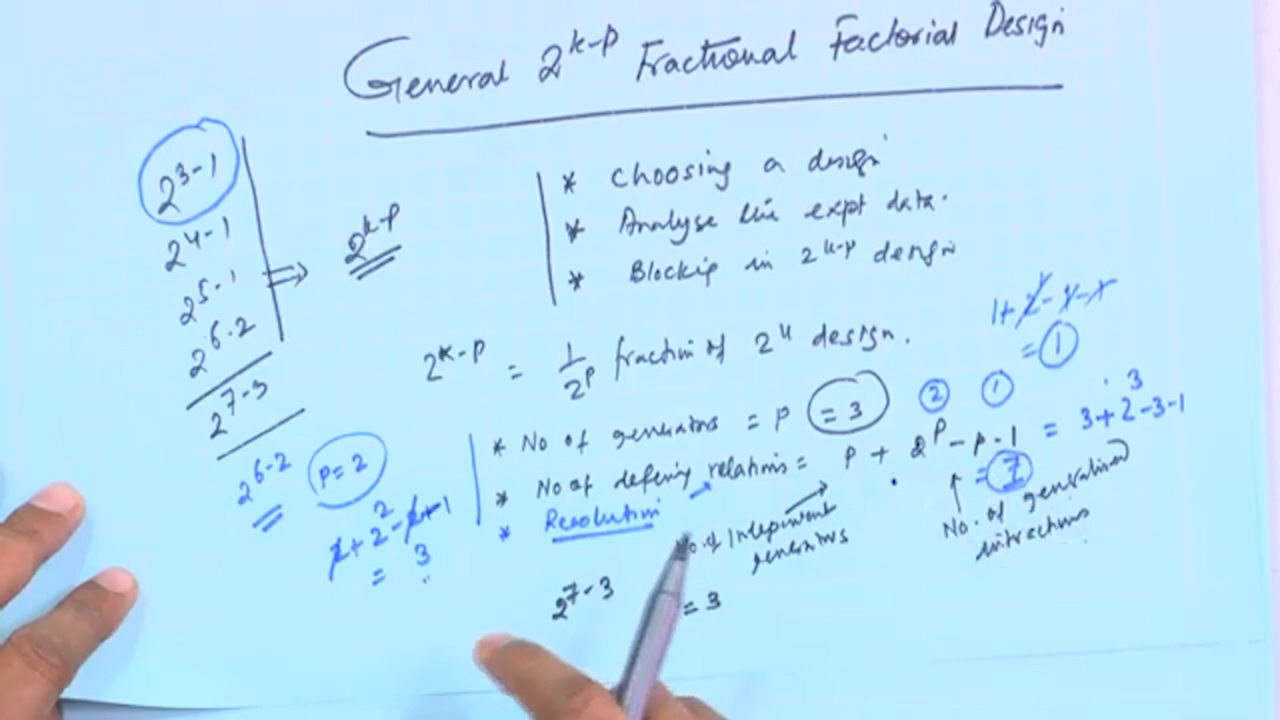 General 2^{k-p} Fractional Factorial Design
2^{3-1}
2^{4-1}
2^{5-1}
2^{6-2}
2^{7-3}
⇒ 2^{k-p}
* Choosing a design
* Analyse the expt data.
* Blocking in 2^{k-p} design
2^{k-p} = 1/2^p fraction of 2^k design.
1+2-1-1
= 1
* No of generators = p = 3
2 1
* No of defining relations = p + 2^p - p - 1 = 3+2^3-3-1
= 7
* Resolution
No. of Independent generators
No. of generalised interactions
2^{6-2} p=2
2+2^2-2+1
= 3
2^{7-3} = 3